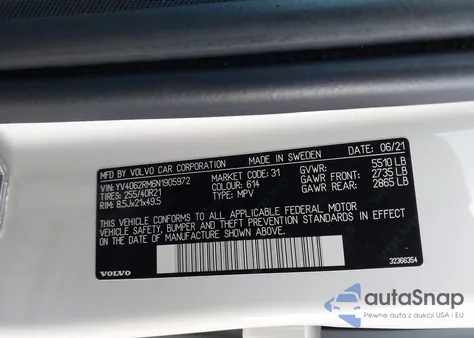 MFD BY VOLVO CAR CORPORATION MADE IN SWEDEN DATE: 06/21
VIN: YV4062RM6N1905972 MARKET CODE: 31 GVWR: 5510 LB
TIRES: 255/40R21 COLOUR: 614 GAWR FRONT: 2735 LB
RIM: 8.5Jx21x49.5 TYPE: MPV GAWR REAR: 2865 LB
THIS VEHICLE CONFORMS TO ALL APPLICABLE FEDERAL MOTOR
VEHICLE SAFETY, BUMPER AND THEFT PREVENTION STANDARDS IN EFFECT
ON THE DATE OF MANUFACTURE SHOWN ABOVE.
VOLVO 32366354
autoSnap
Pewne auta z USA i EU